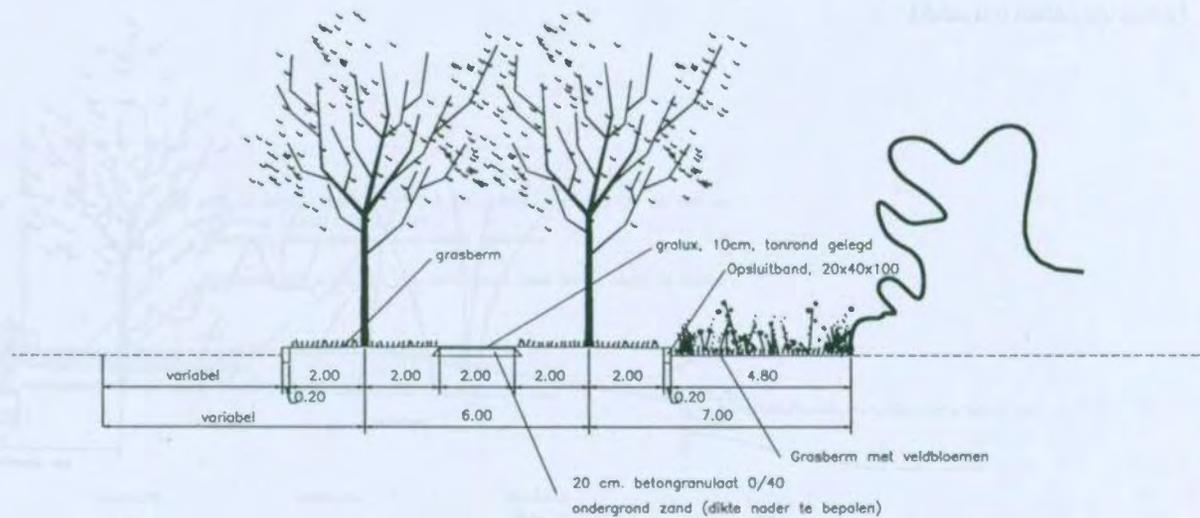 gralux, 10cm, tonrond gelegd
grasberm
Opsluitband, 20x40x100
variabel 2.00 2.00 2.00 2.00 2.00 4.80
0.20 0.20
variabel 6.00 7.00
Grasberm met veldbloemen
20 cm. betongranulaat 0/40
ondergrond zand (dikte nader te bepalen)